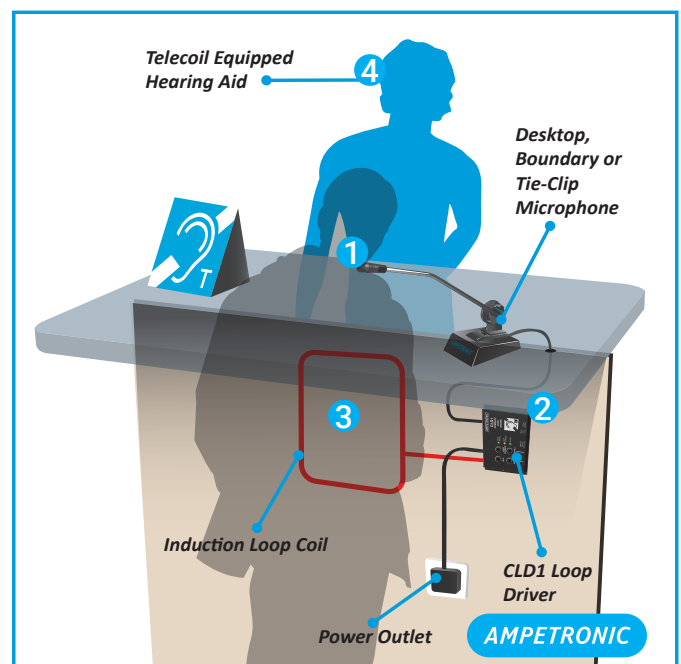 Telecoil Equipped
Hearing Aid
4
Desktop,
Boundary or
Tie-Clip
Microphone
1
T
2
3
Induction Loop Coil
CLD1 Loop
Driver
Power Outlet
AMPETRONIC